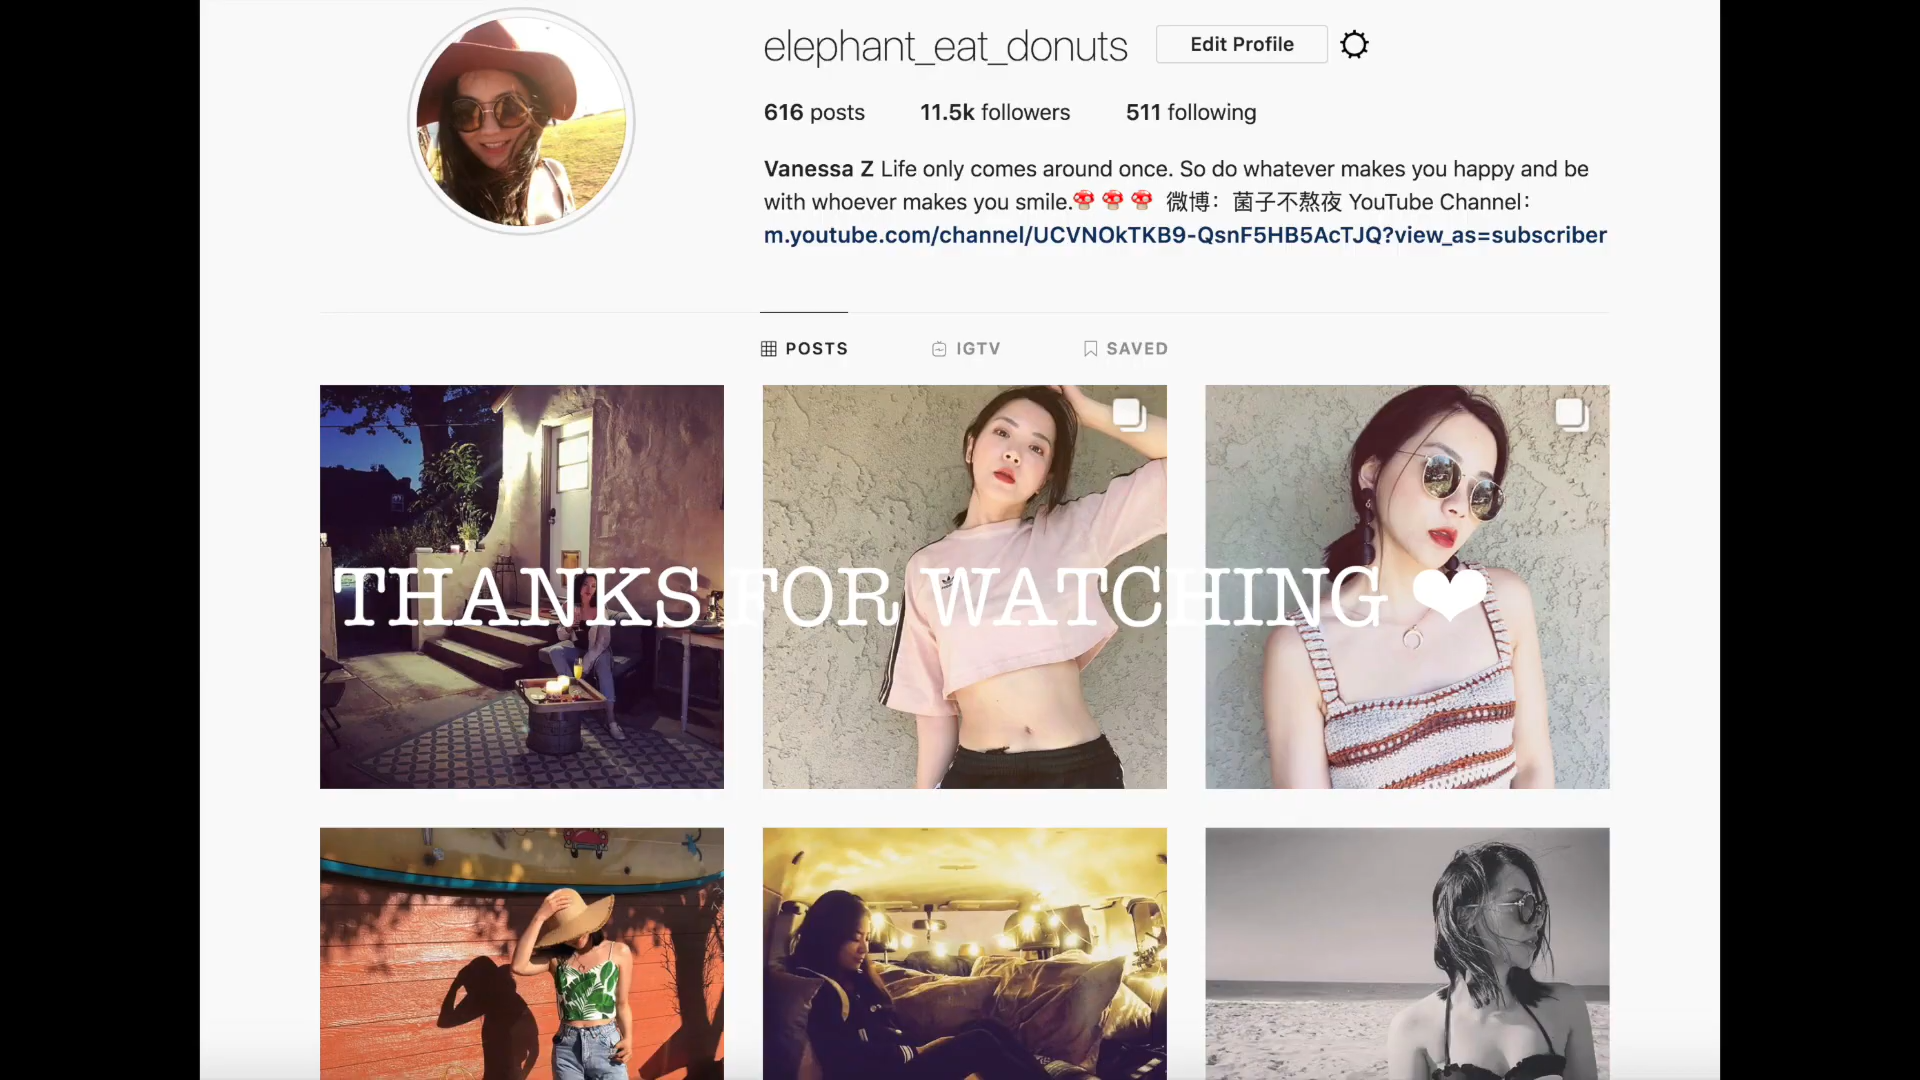 elephant_eat_donuts
Edit Profile
616 posts
11.5k followers
511 following
Vanessa Z Life only comes around once. So do whatever makes you happy and be
with whoever makes you smile.🍄 🍄 🍄 微博：菌子不熬夜 YouTube Channel：
m.youtube.com/channel/UCVNOkTKB9-QsnF5HB5AcTJQ?view_as=subscriber
POSTS
IGTV
SAVED
THANKS FOR WATCHING ❤